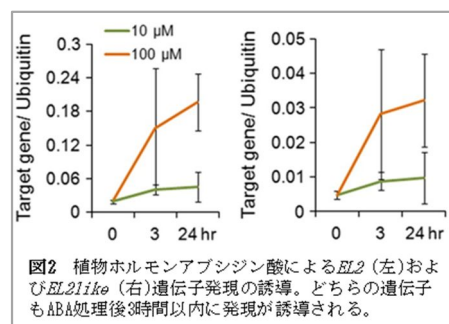 10 μM
100 μM
Target gene/ Ubiquitin
0.3
0.24
0.18
0.12
0.06
0
0 3 24 hr
Target gene/ Ubiquitin
0.05
0.04
0.03
0.02
0.01
0
0 3 24 hr
図2 植物ホルモンアブシジン酸によるEL2（左)およ
びEL2like（右)遺伝子発現の誘導。どちらの遺伝子
もABA処理後3時間以内に発現が誘導される。